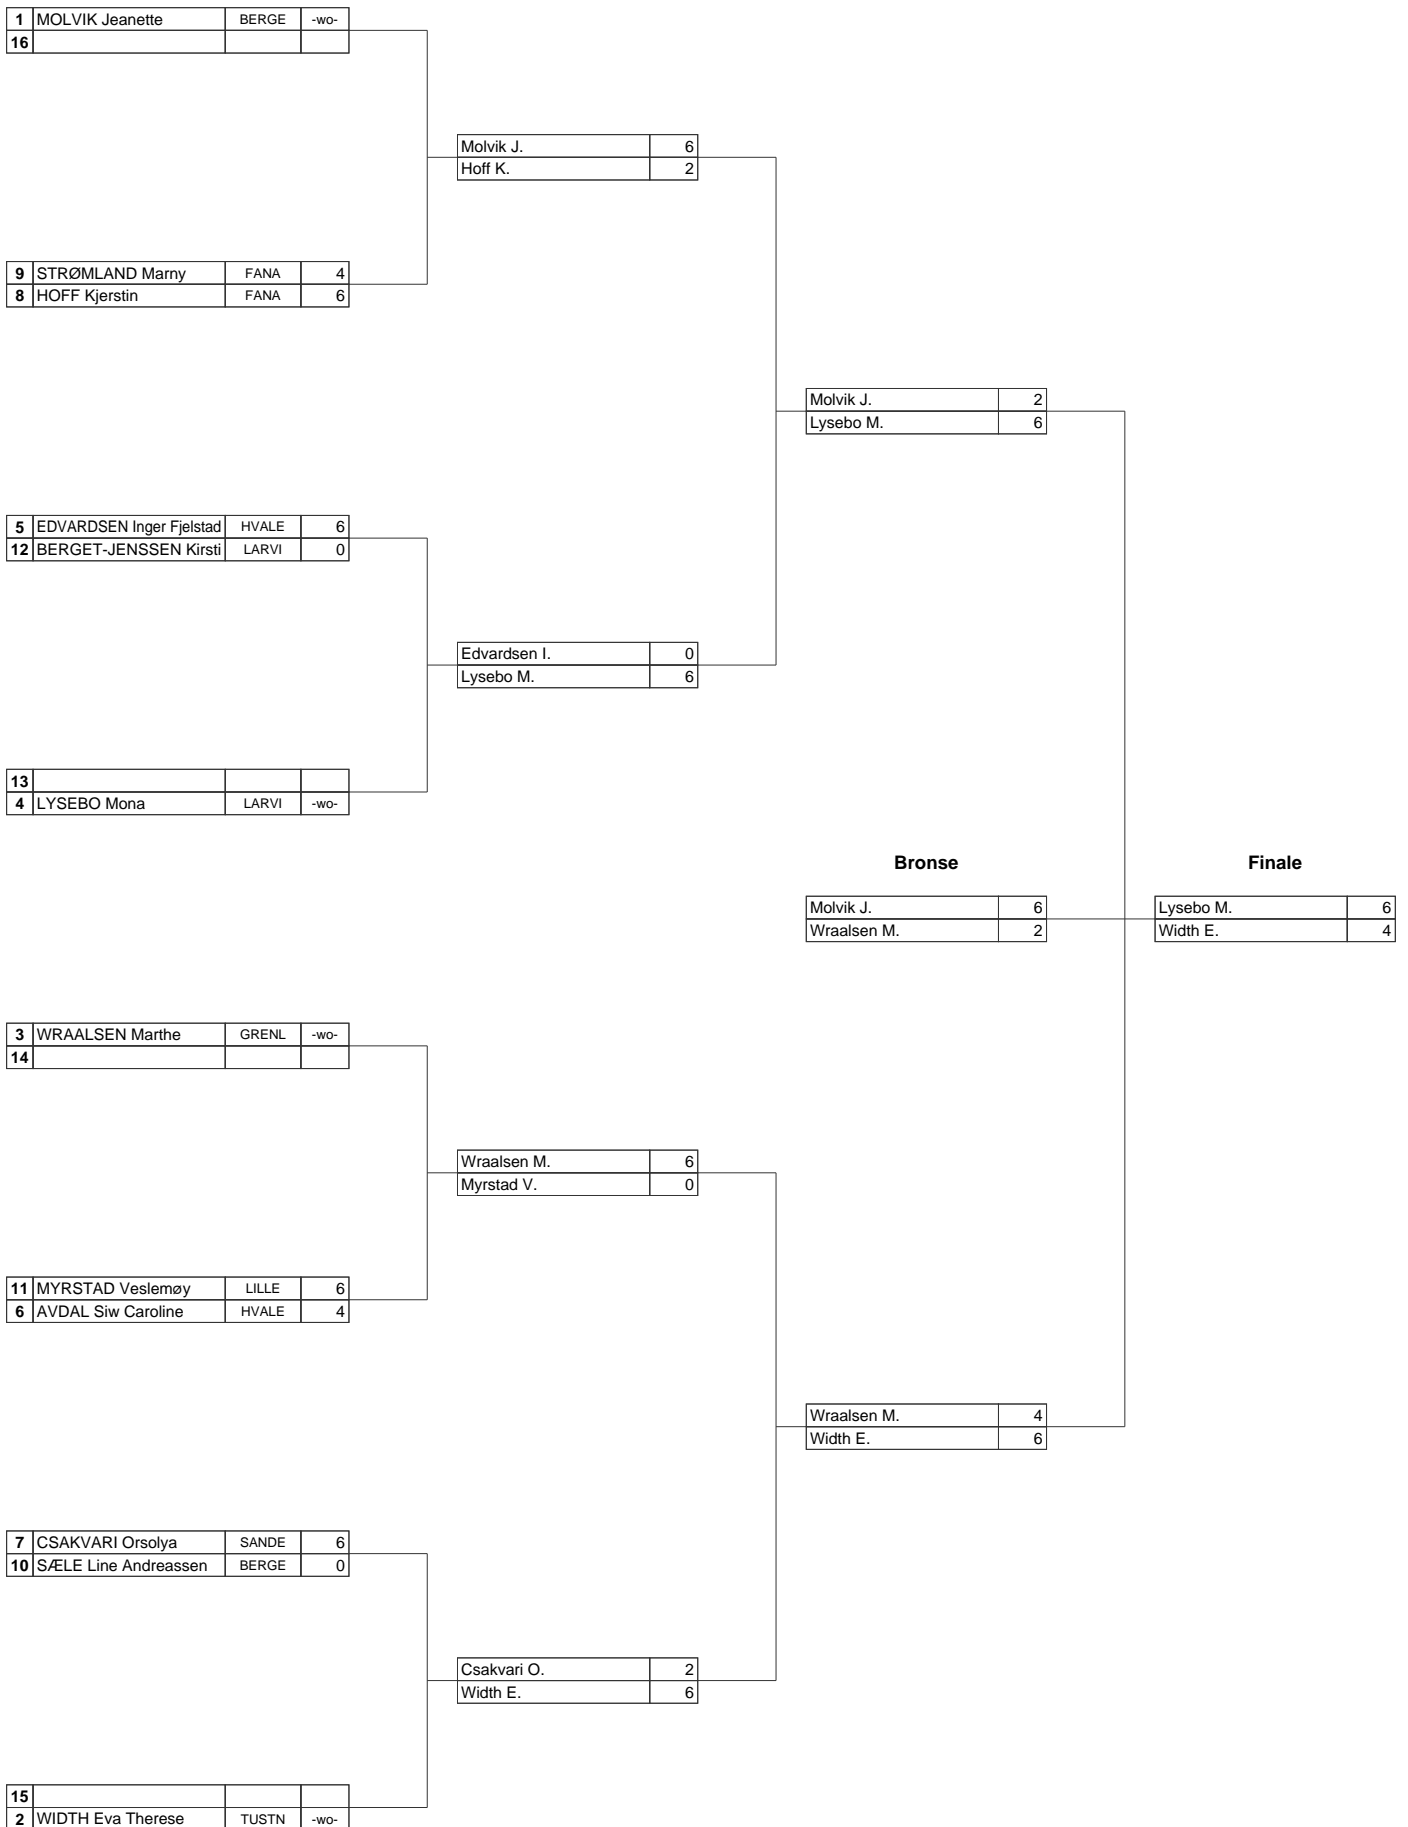 1 MOLVIK Jeanette BERGE -wo-
16
Molvik J. 6
Hoff K. 2
9 STRØMLAND Marny FANA 4
8 HOFF Kjerstin FANA 6
Molvik J. 2
Lysebo M. 6
5 EDVARDSEN Inger Fjelstad HVALE 6
12 BERGET-JENSSEN Kirsti LARVI 0
Edvardsen I. 0
Lysebo M. 6
13
4 LYSEBO Mona LARVI -wo-
Bronse Finale
Molvik J. 6 Lysebo M. 6
Wraalsen M. 2 Width E. 4
3 WRAALSEN Marthe GRENL -wo-
14
Wraalsen M. 6
Myrstad V. 0
11 MYRSTAD Veslemøy LILLE 6
6 AVDAL Siw Caroline HVALE 4
Wraalsen M. 4
Width E. 6
7 CSAKVARI Orsolya SANDE 6
10 SÆLE Line Andreassen BERGE 0
Csakvari O. 2
Width E. 6
15
2 WIDTH Eva Therese TUSTN -wo-